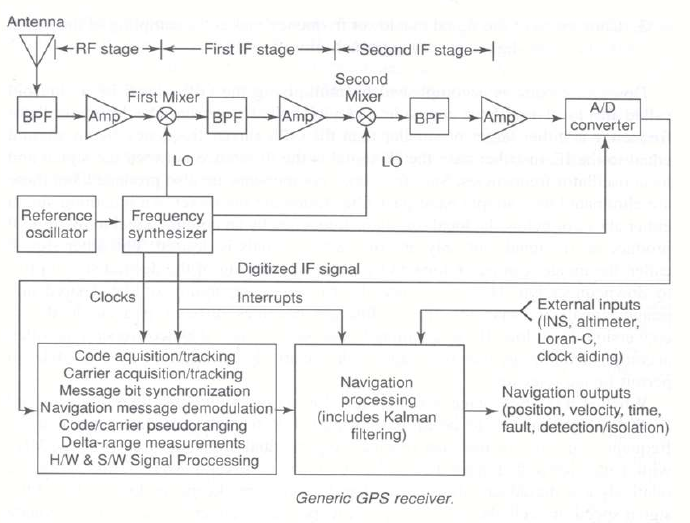 Antenna
RF stage
First IF stage
Second IF stage
First Mixer
Second
Mixer
BPF
Amp
BPF
Amp
BPF
Amp
A/D
converter
LO
LO
Reference
oscillator
Frequency
synthesizer
Digitized IF signal
Clocks
Interrupts
External inputs
(INS, altimeter,
Loran-C,
clock aiding)
Code aquisition/tracking
Carrier acquisition/tracking
Message bit synchronization
Navigation message demodulation
Code/carrier pseudoranging
Delta-range measurements
H/W & S/W Signal Proccessing
Navigation
processing
(includes Kalman
filtering)
Navigation outputs
(position, velocity, time,
fault, detection/isolation)
Generic GPS receiver.